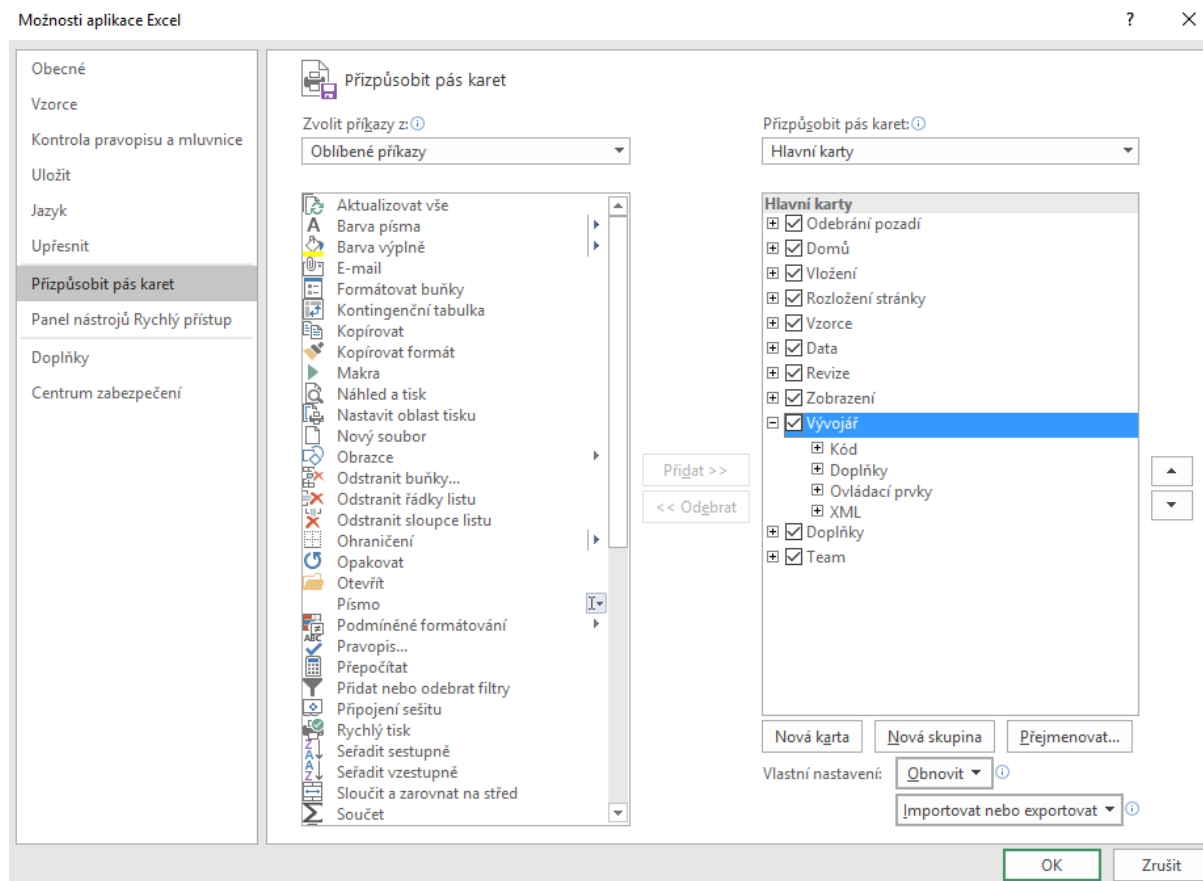 Možnosti aplikace Excel
?
Obecné
Vzorce
Kontrola pravopisu a mluvnice
Uložit
Jazyk
Upřesnit
Přizpůsobit pás karet
Panel nástrojů Rychlý přístup
Doplňky
Centrum zabezpečení
Přizpůsobit pás karet
Zvolit příkazy z:
Oblíbené příkazy
Aktualizovat vše
Barva písma
Barva výplně
E-mail
Formátovat buňky
Kontingenční tabulka
Kopírovat
Kopírovat formát
Makra
Náhled a tisk
Nastavit oblast tisku
Nový soubor
Obrazce
Odstranit buňky...
Odstranit řádky listu
Odstranit sloupce listu
Ohraničení
Opakovat
Otevřít
Písmo
Podmíněné formátování
Pravopis...
Přepočítat
Přidat nebo odebrat filtry
Připojení sešitu
Rychlý tisk
Seřadit sestupně
Seřadit vzestupně
Sloučit a zarovnat na střed
Součet
Přidat >>
<< Odebrat
Přizpůsobit pás karet:
Hlavní karty
Hlavní karty
Odebrání pozadí
Domů
Vložení
Rozložení stránky
Vzorce
Data
Revize
Zobrazení
Vývojář
Kód
Doplňky
Ovládací prvky
XML
Doplňky
Team
Nová karta
Nová skupina
Přejmenovat...
Vlastní nastavení:
Obnovit
Importovat nebo exportovat
OK
Zrušit